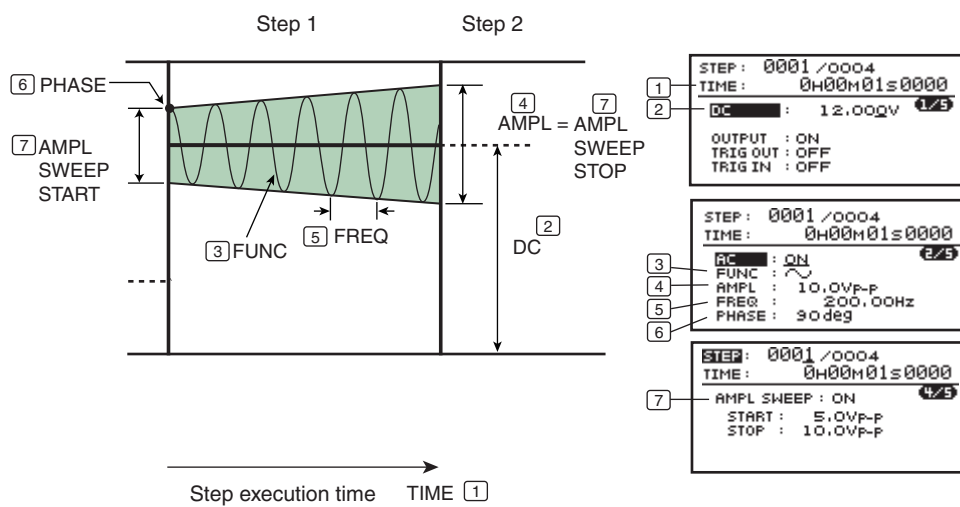 Step 1
Step 2
6 PHASE
7 AMPL
SWEEP
START
4
AMPL = 7 AMPL
SWEEP
STOP
3 FUNC
5 FREQ
2
DC
Step execution time TIME 1
1
2
STEP : 0001 /0004
TIME : 0H00M01s0000
DC : 12.000V 1/5
OUTPUT : ON
TRIG OUT : OFF
TRIG IN : OFF
3
4
5
6
STEP : 0001 /0004
TIME : 0H00M01s0000
AC : ON 2/5
FUNC :
AMPL : 10.0Vp-p
FREQ : 200.00Hz
PHASE : 90deg
7
STEP : 0001 /0004
TIME : 0H00M01s0000
AMPL SWEEP : ON 4/5
START : 5.0Vp-p
STOP : 10.0Vp-p